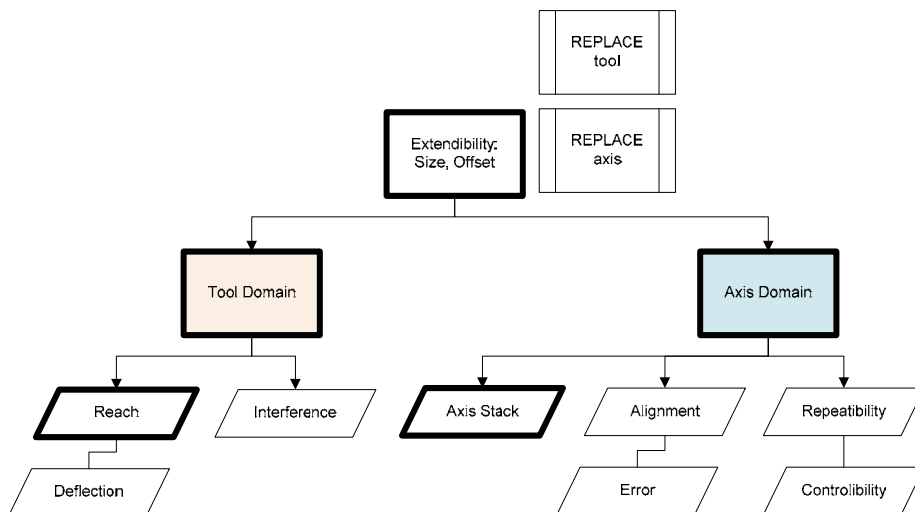 REPLACE
tool
Extendibility:
Size, Offset
REPLACE
axis
Tool Domain
Axis Domain
Reach
Interference
Axis Stack
Alignment
Repeatibility
Deflection
Error
Controlibility